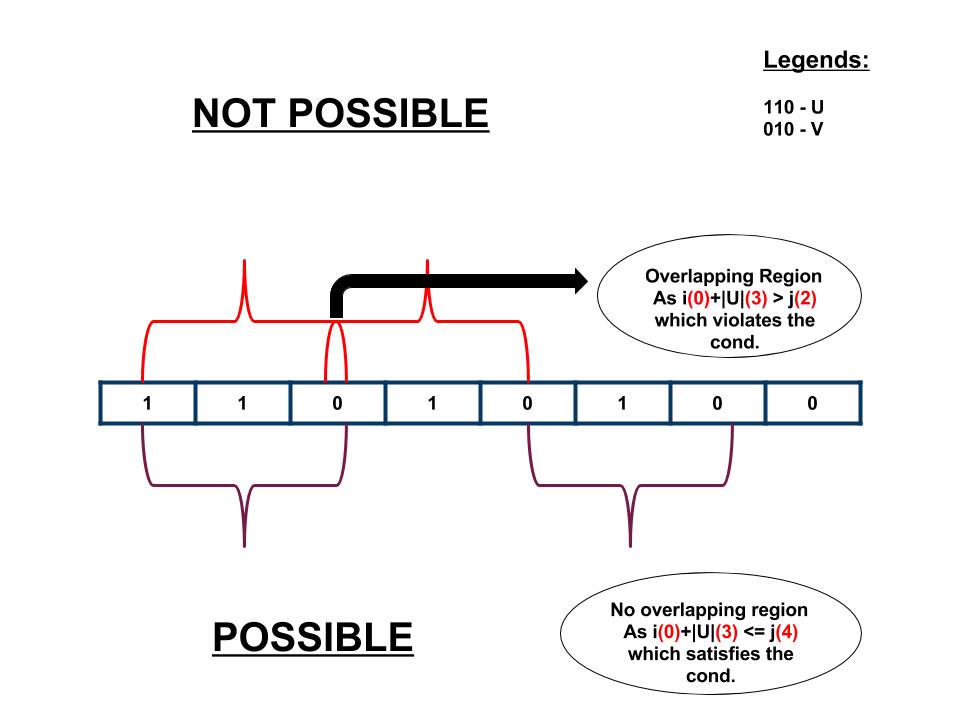 Legends:
NOT POSSIBLE
110 - U
010 - V
Overlapping Region
As i(0)+|U|(3) > j(2)
which violates the
cond.
1 1 0 1 0 1 0 0
No overlapping region
As i(0)+|U|(3) <= j(4)
which satisfies the
cond.
POSSIBLE